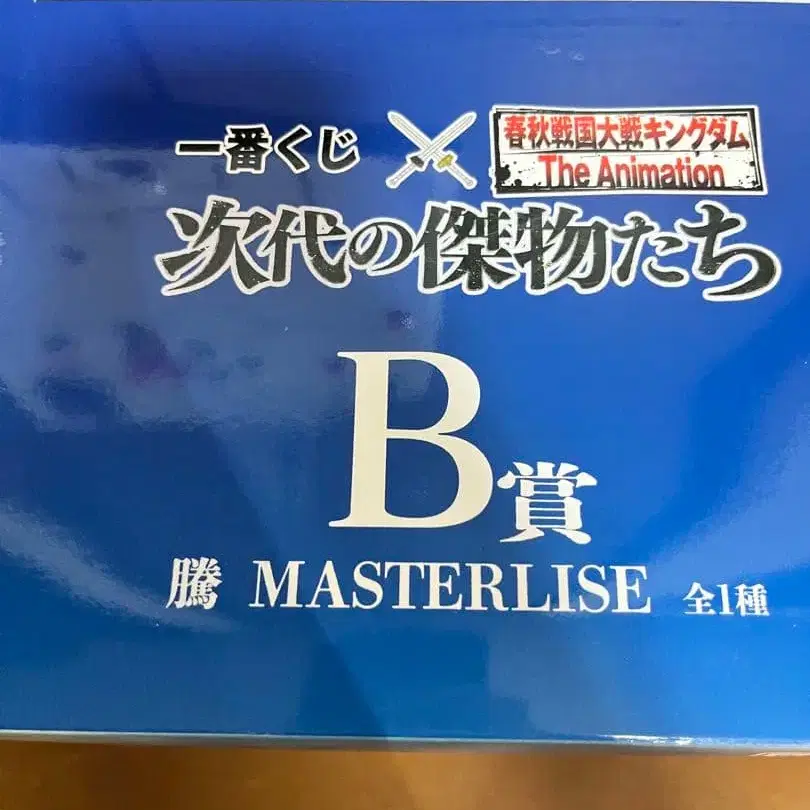 一番くじ
春秋戦国大戦キングダム
The Animation
次代の傑物たち
B賞
騰 MASTERLISE 全1種